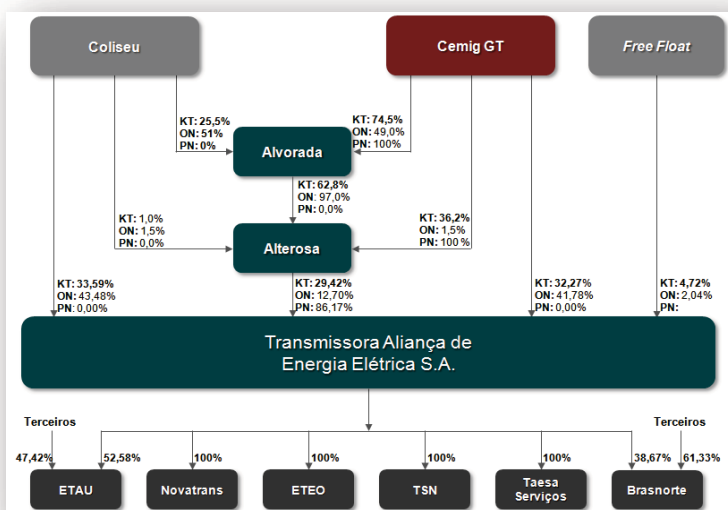 Coliseu
Cemig GT
Free Float
KT: 25,5%
ON: 51%
PN: 0%
KT: 74,5%
ON: 49,0%
PN: 100%
Alvorada
KT: 62,8%
ON: 97,0%
PN: 0,0%
KT: 1,0%
ON: 1,5%
PN: 0,0%
KT: 36,2%
ON: 1,5%
PN: 100 %
Alterosa
KT: 33,59%
ON: 43,48%
PN: 0,00%
KT: 29,42%
ON: 12,70%
PN: 86,17%
KT: 32,27%
ON: 41,78%
PN: 0,00%
KT: 4,72%
ON: 2,04%
PN:
Transmissora Aliança de
Energia Elétrica S.A.
Terceiros
Terceiros
47,42%
52,58%
100%
100%
100%
100%
38,67%
61,33%
ETAU
Novatrans
ETEO
TSN
Taesa
Serviços
Brasnorte